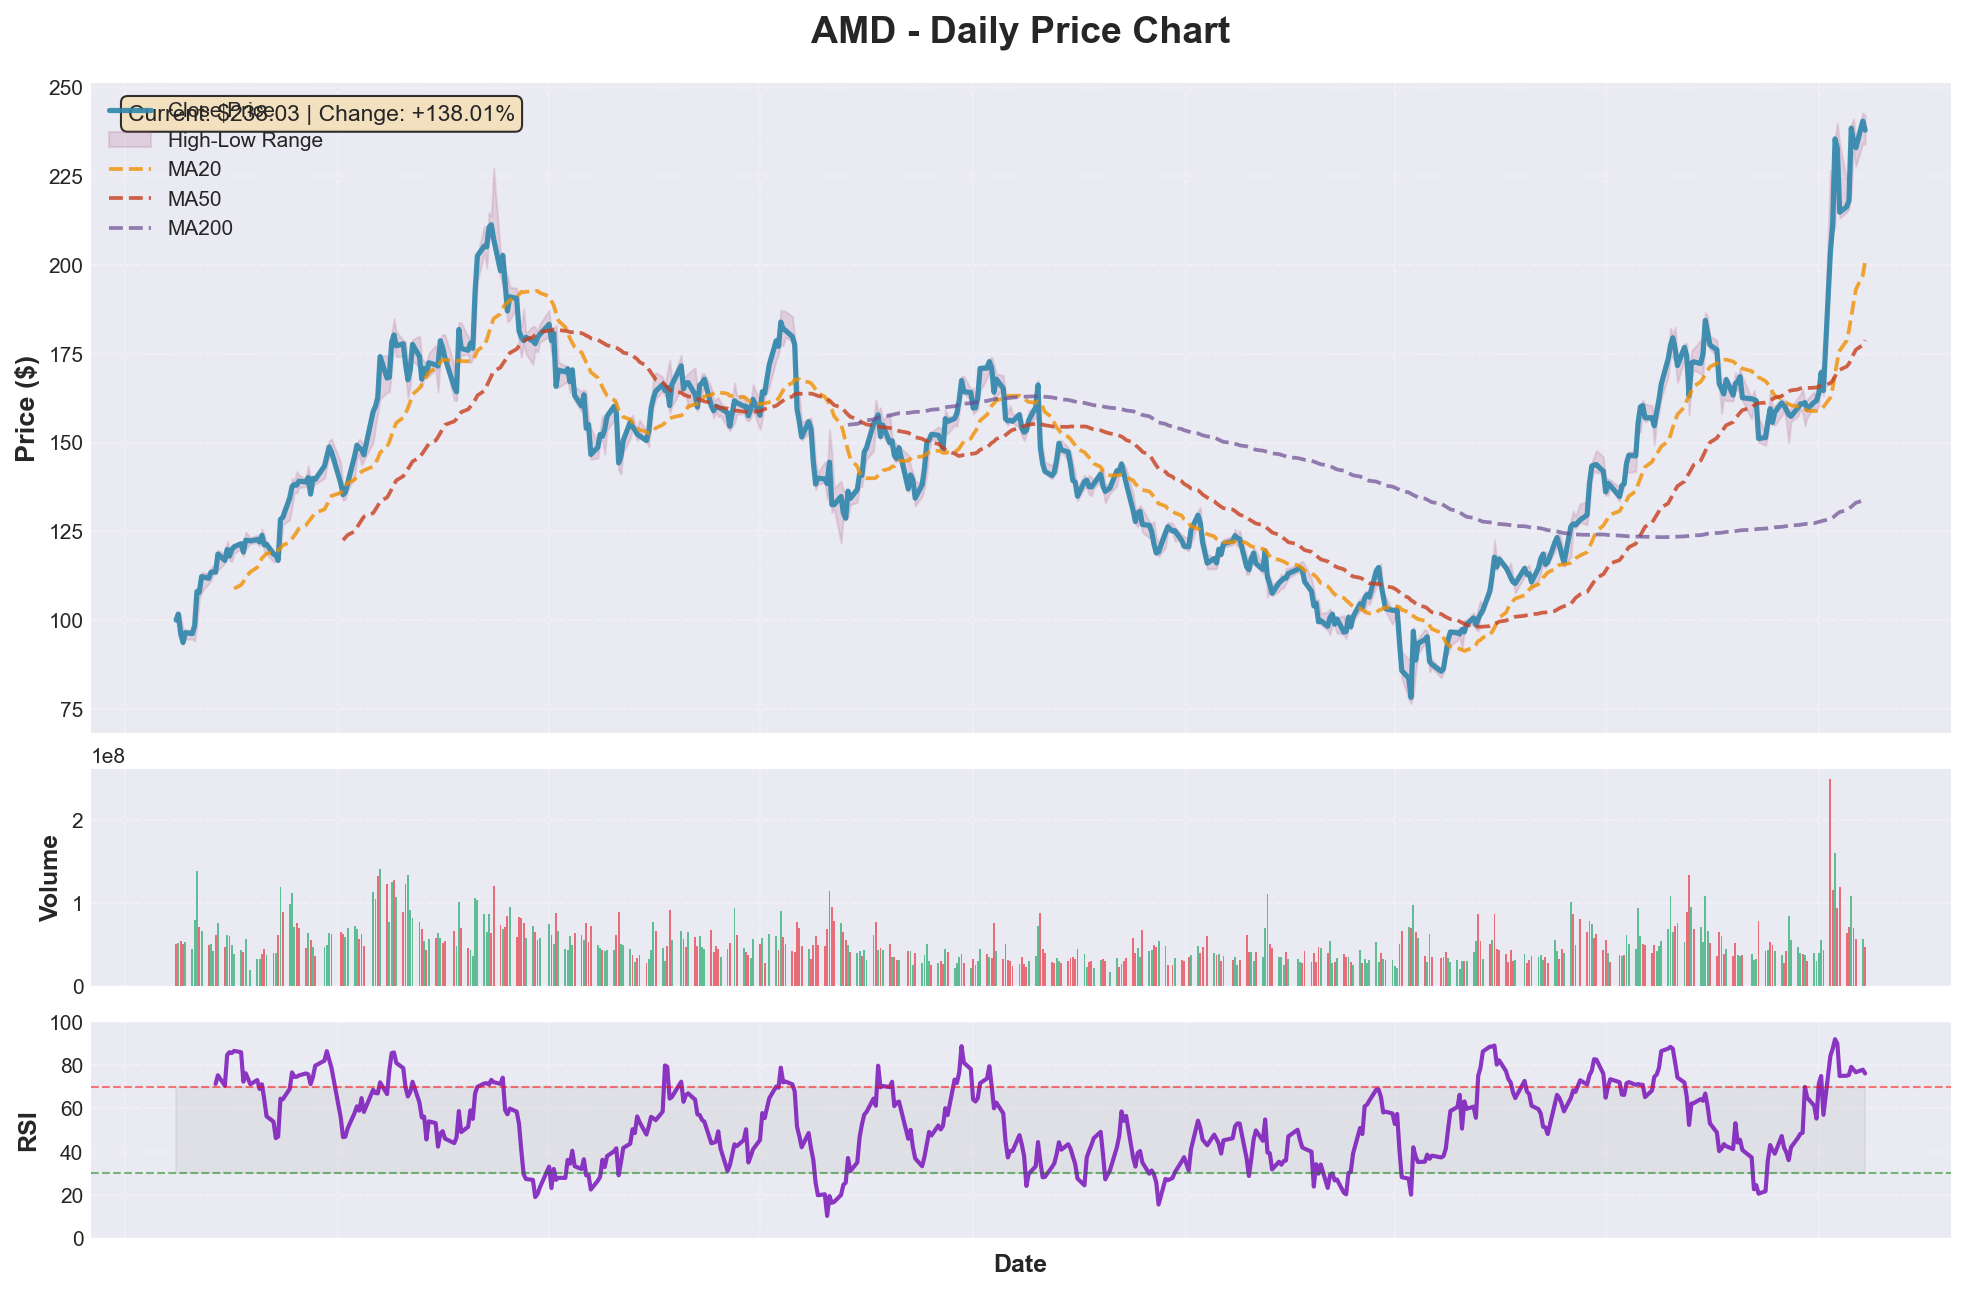 AMD - Daily Price Chart
250
225
200
175
150
125
100
75
Price ($)
Current: $238.03 | Change: +138.01%
Close Price
High-Low Range
MA20
MA50
MA200
1e8
2
1
0
Volume
100
80
60
40
20
0
RSI
Date